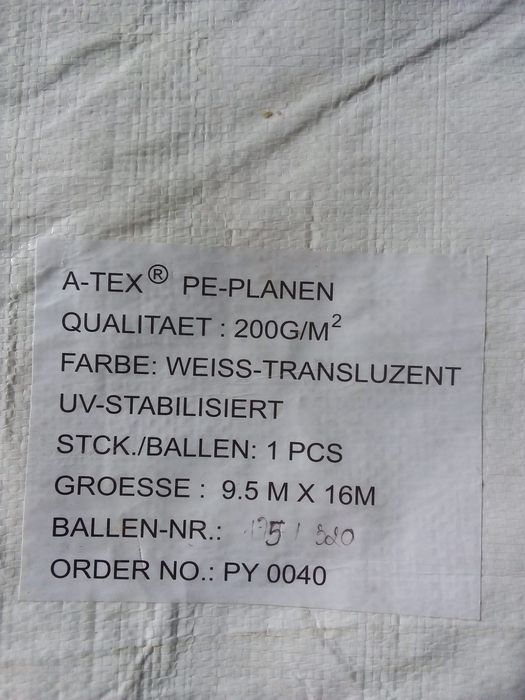 A-TEX® PE-PLANEN
QUALITAET : 200G/M²
FARBE: WEISS-TRANSLUZENT
UV-STABILISIERT
STCK./BALLEN: 1 PCS
GROESSE : 9.5 M X 16M
BALLEN-NR.:
ORDER NO.: PY 0040